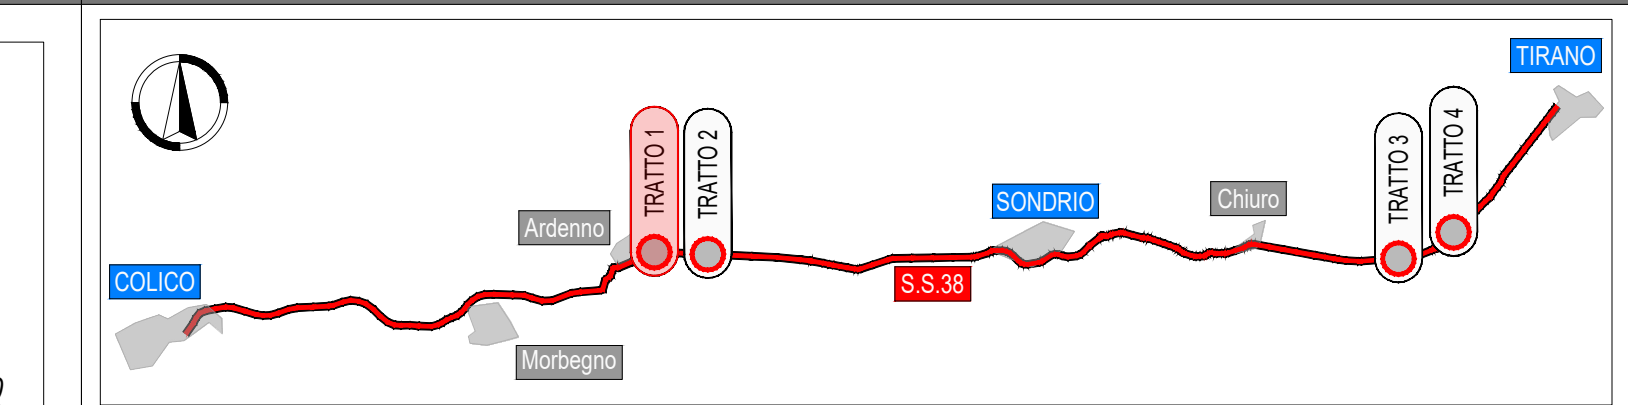 TIRANO
TRATTO 1
TRATTO 2
TRATTO 3
TRATTO 4
SONDRIO
Chiuro
Ardenno
COLICO
S.S.38
Morbegno